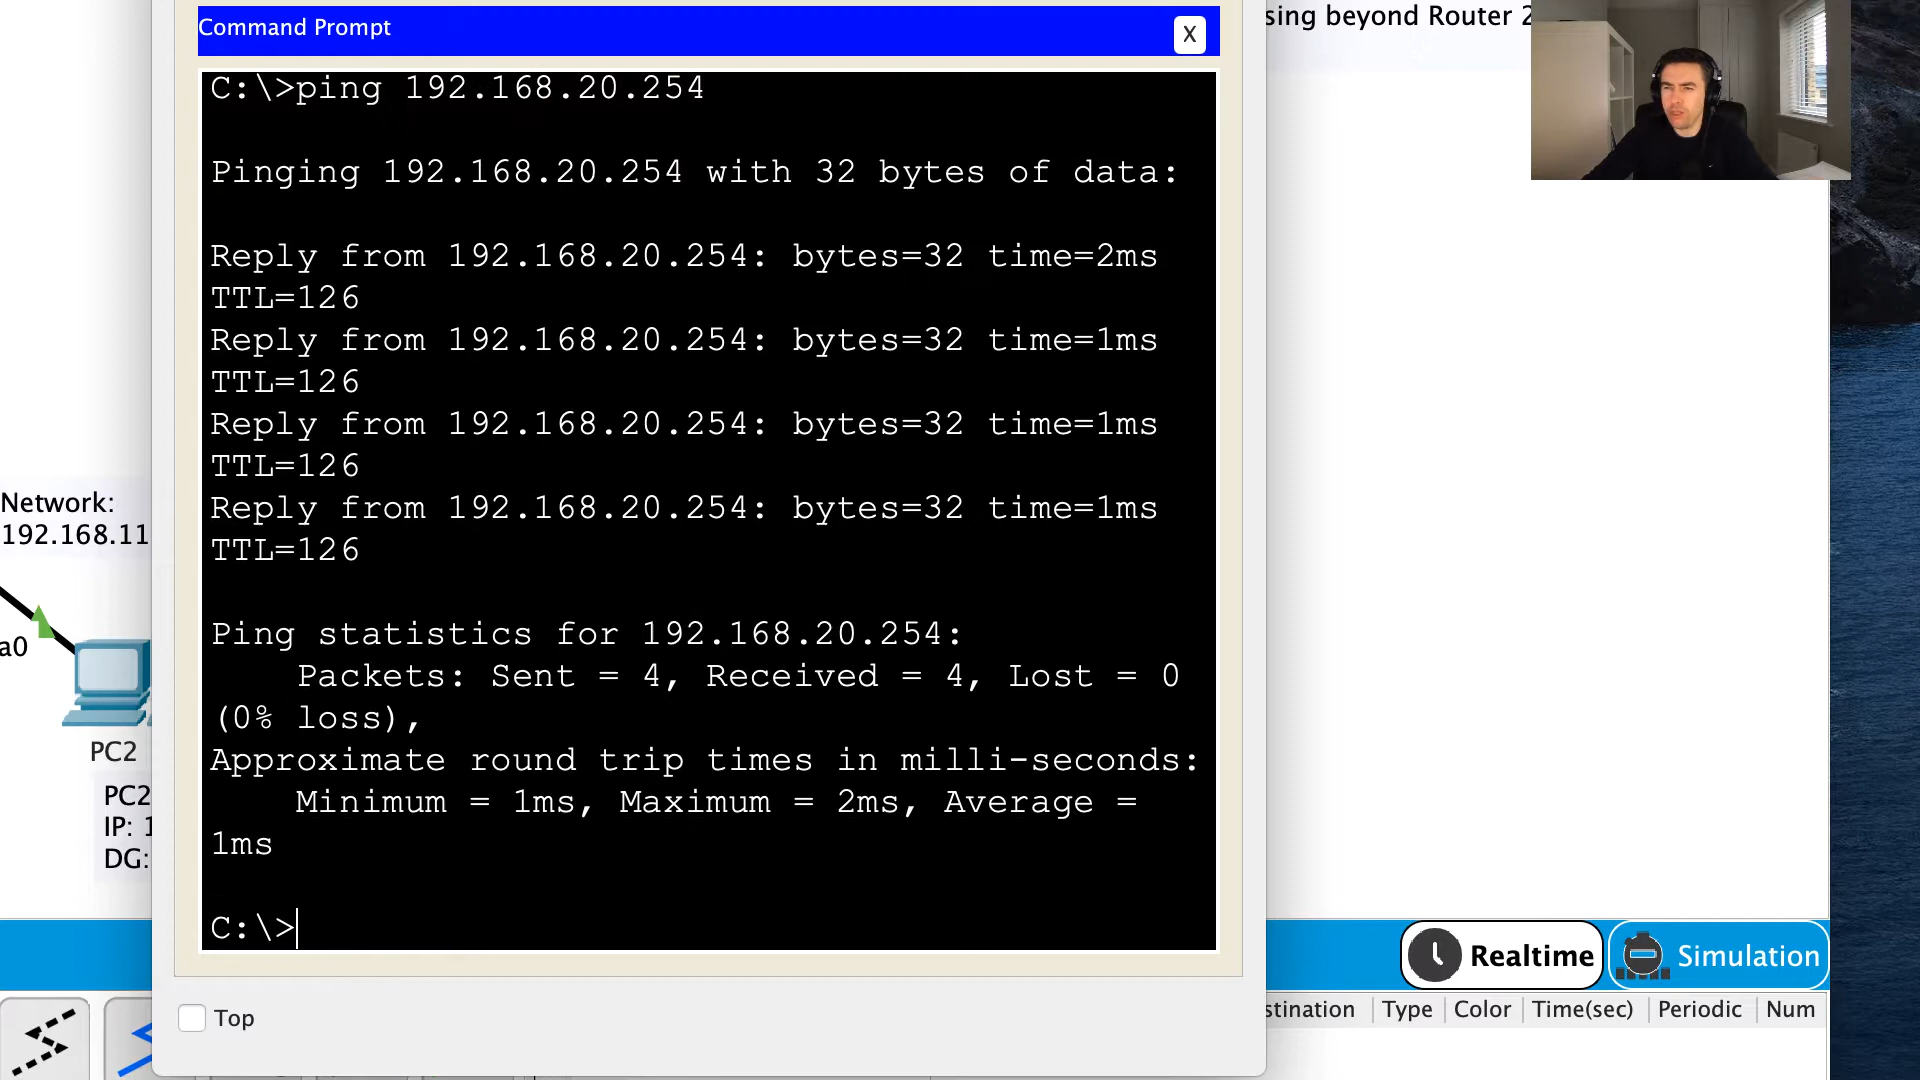 Command Prompt
X
sing beyond Router 2
C:\>ping 192.168.20.254
Pinging 192.168.20.254 with 32 bytes of data:
Reply from 192.168.20.254: bytes=32 time=2ms
TTL=126
Reply from 192.168.20.254: bytes=32 time=1ms
TTL=126
Reply from 192.168.20.254: bytes=32 time=1ms
TTL=126
Reply from 192.168.20.254: bytes=32 time=1ms
TTL=126
Ping statistics for 192.168.20.254:
Packets: Sent = 4, Received = 4, Lost = 0
(0% loss),
Approximate round trip times in milli-seconds:
Minimum = 1ms, Maximum = 2ms, Average =
1ms
C:\>
Network:
192.168.11
a0
PC2
PC2
IP: 1
DG:
Realtime
Simulation
Top
stination Type Color Time(sec) Periodic Num